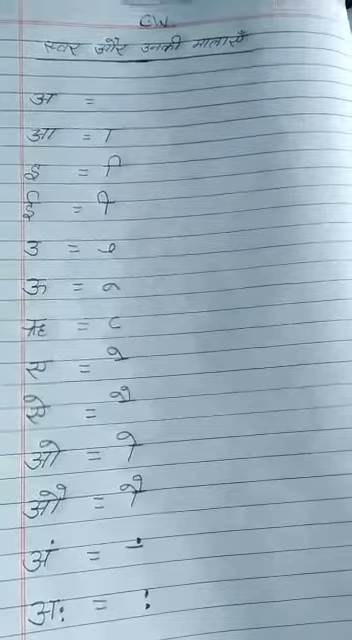 CW
स्वर और उनकी मात्राएँ
अ =
आ = ा
इ = ि
ई = ी
उ = ु
ऊ = ू
ऋ = ृ
ए = े
ऐ = ै
ओ = ो
औ = ौ
अं = ं
अः = ः